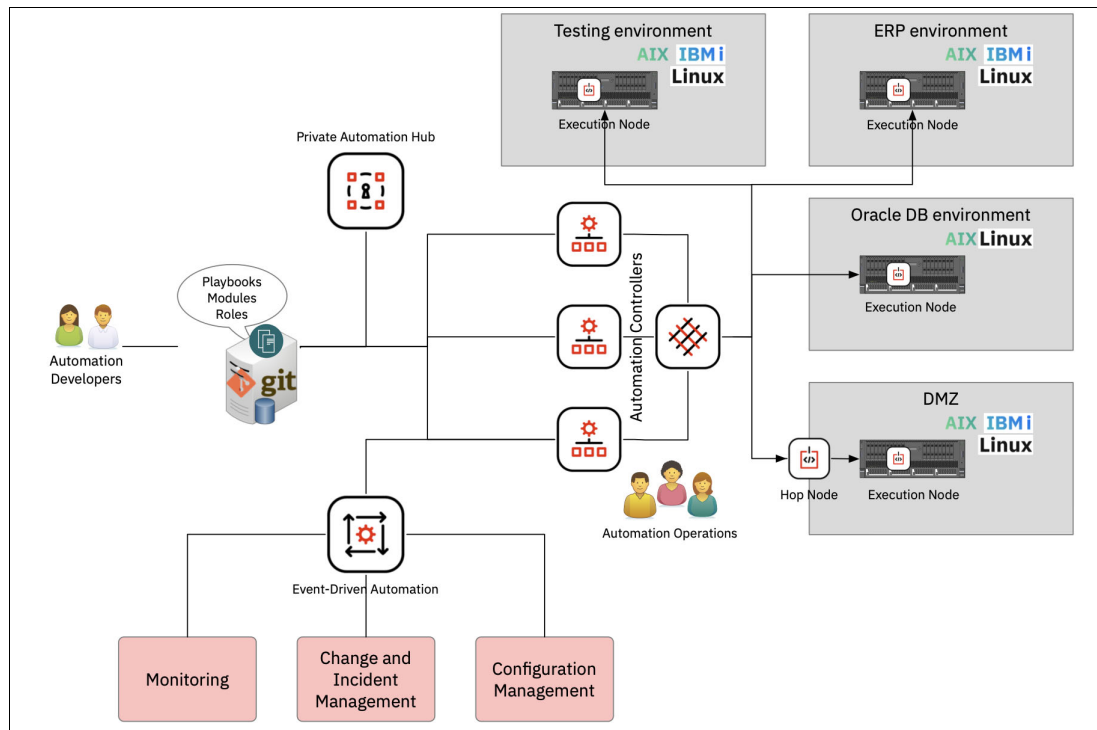 Testing environment
AIX IBM i
Linux
Execution Node
ERP environment
AIX IBM i
Linux
Execution Node
Private Automation Hub
Playbooks
Modules
Roles
git
Automation
Developers
Automation Controllers
Oracle DB environment
AIX Linux
Execution Node
DMZ
AIX IBM i
Linux
Hop Node
Execution Node
Automation Operations
Event-Driven Automation
Monitoring
Change and
Incident
Management
Configuration
Management